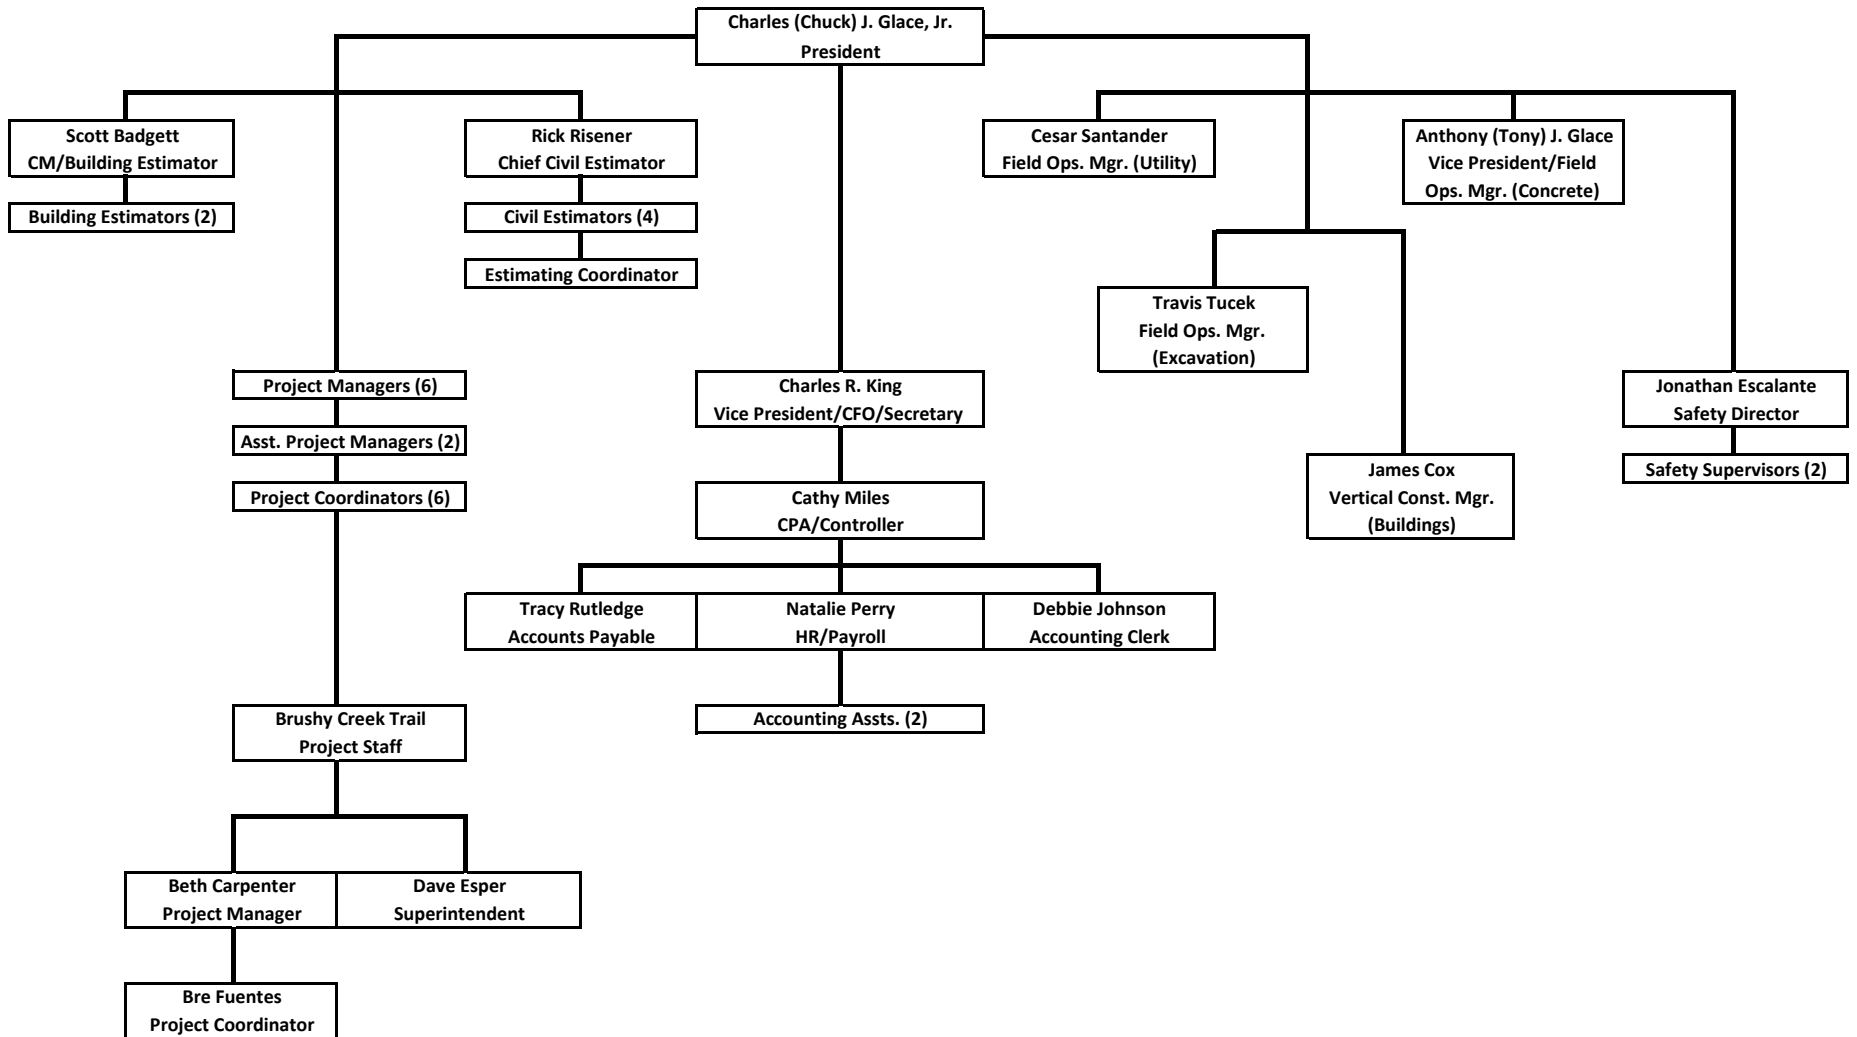 Charles (Chuck) J. Glace, Jr.
President
Scott Badgett
CM/Building Estimator
Building Estimators (2)
Rick Risener
Chief Civil Estimator
Civil Estimators (4)
Estimating Coordinator
Cesar Santander
Field Ops. Mgr. (Utility)
Anthony (Tony) J. Glace
Vice President/Field
Ops. Mgr. (Concrete)
Travis Tucek
Field Ops. Mgr.
(Excavation)
Project Managers (6)
Asst. Project Managers (2)
Project Coordinators (6)
Charles R. King
Vice President/CFO/Secretary
Jonathan Escalante
Safety Director
Safety Supervisors (2)
James Cox
Vertical Const. Mgr.
(Buildings)
Cathy Miles
CPA/Controller
Tracy Rutledge
Accounts Payable
Natalie Perry
HR/Payroll
Debbie Johnson
Accounting Clerk
Accounting Assts. (2)
Brushy Creek Trail
Project Staff
Beth Carpenter
Project Manager
Dave Esper
Superintendent
Bre Fuentes
Project Coordinator